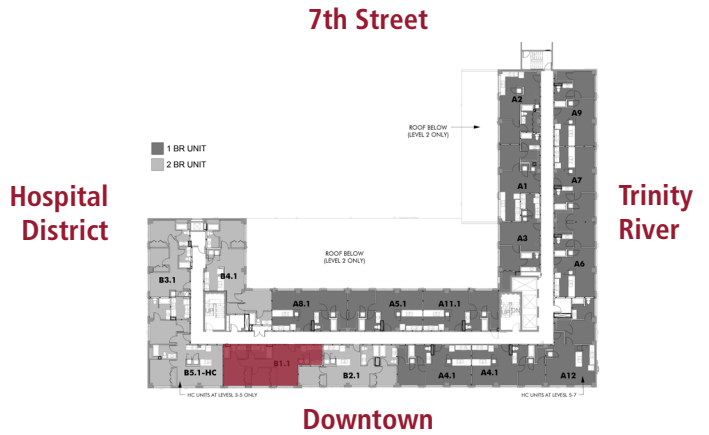 7th Street
A2
A9
ROOF BELOW
(LEVEL 2 ONLY)
1 BR UNIT
2 BR UNIT
A1
A7
Hospital
District
Trinity
River
A3
ROOF BELOW
(LEVEL 2 ONLY)
A6
B3.1
B4.1
A8.1
A5.1
A11.1
B1.1
B5.1-HC
B2.1
A4.1
A4.1
A12
HC UNITS AT LEVESL 3-5 ONLY
HC UNITS AT LEVEL 5-7
Downtown